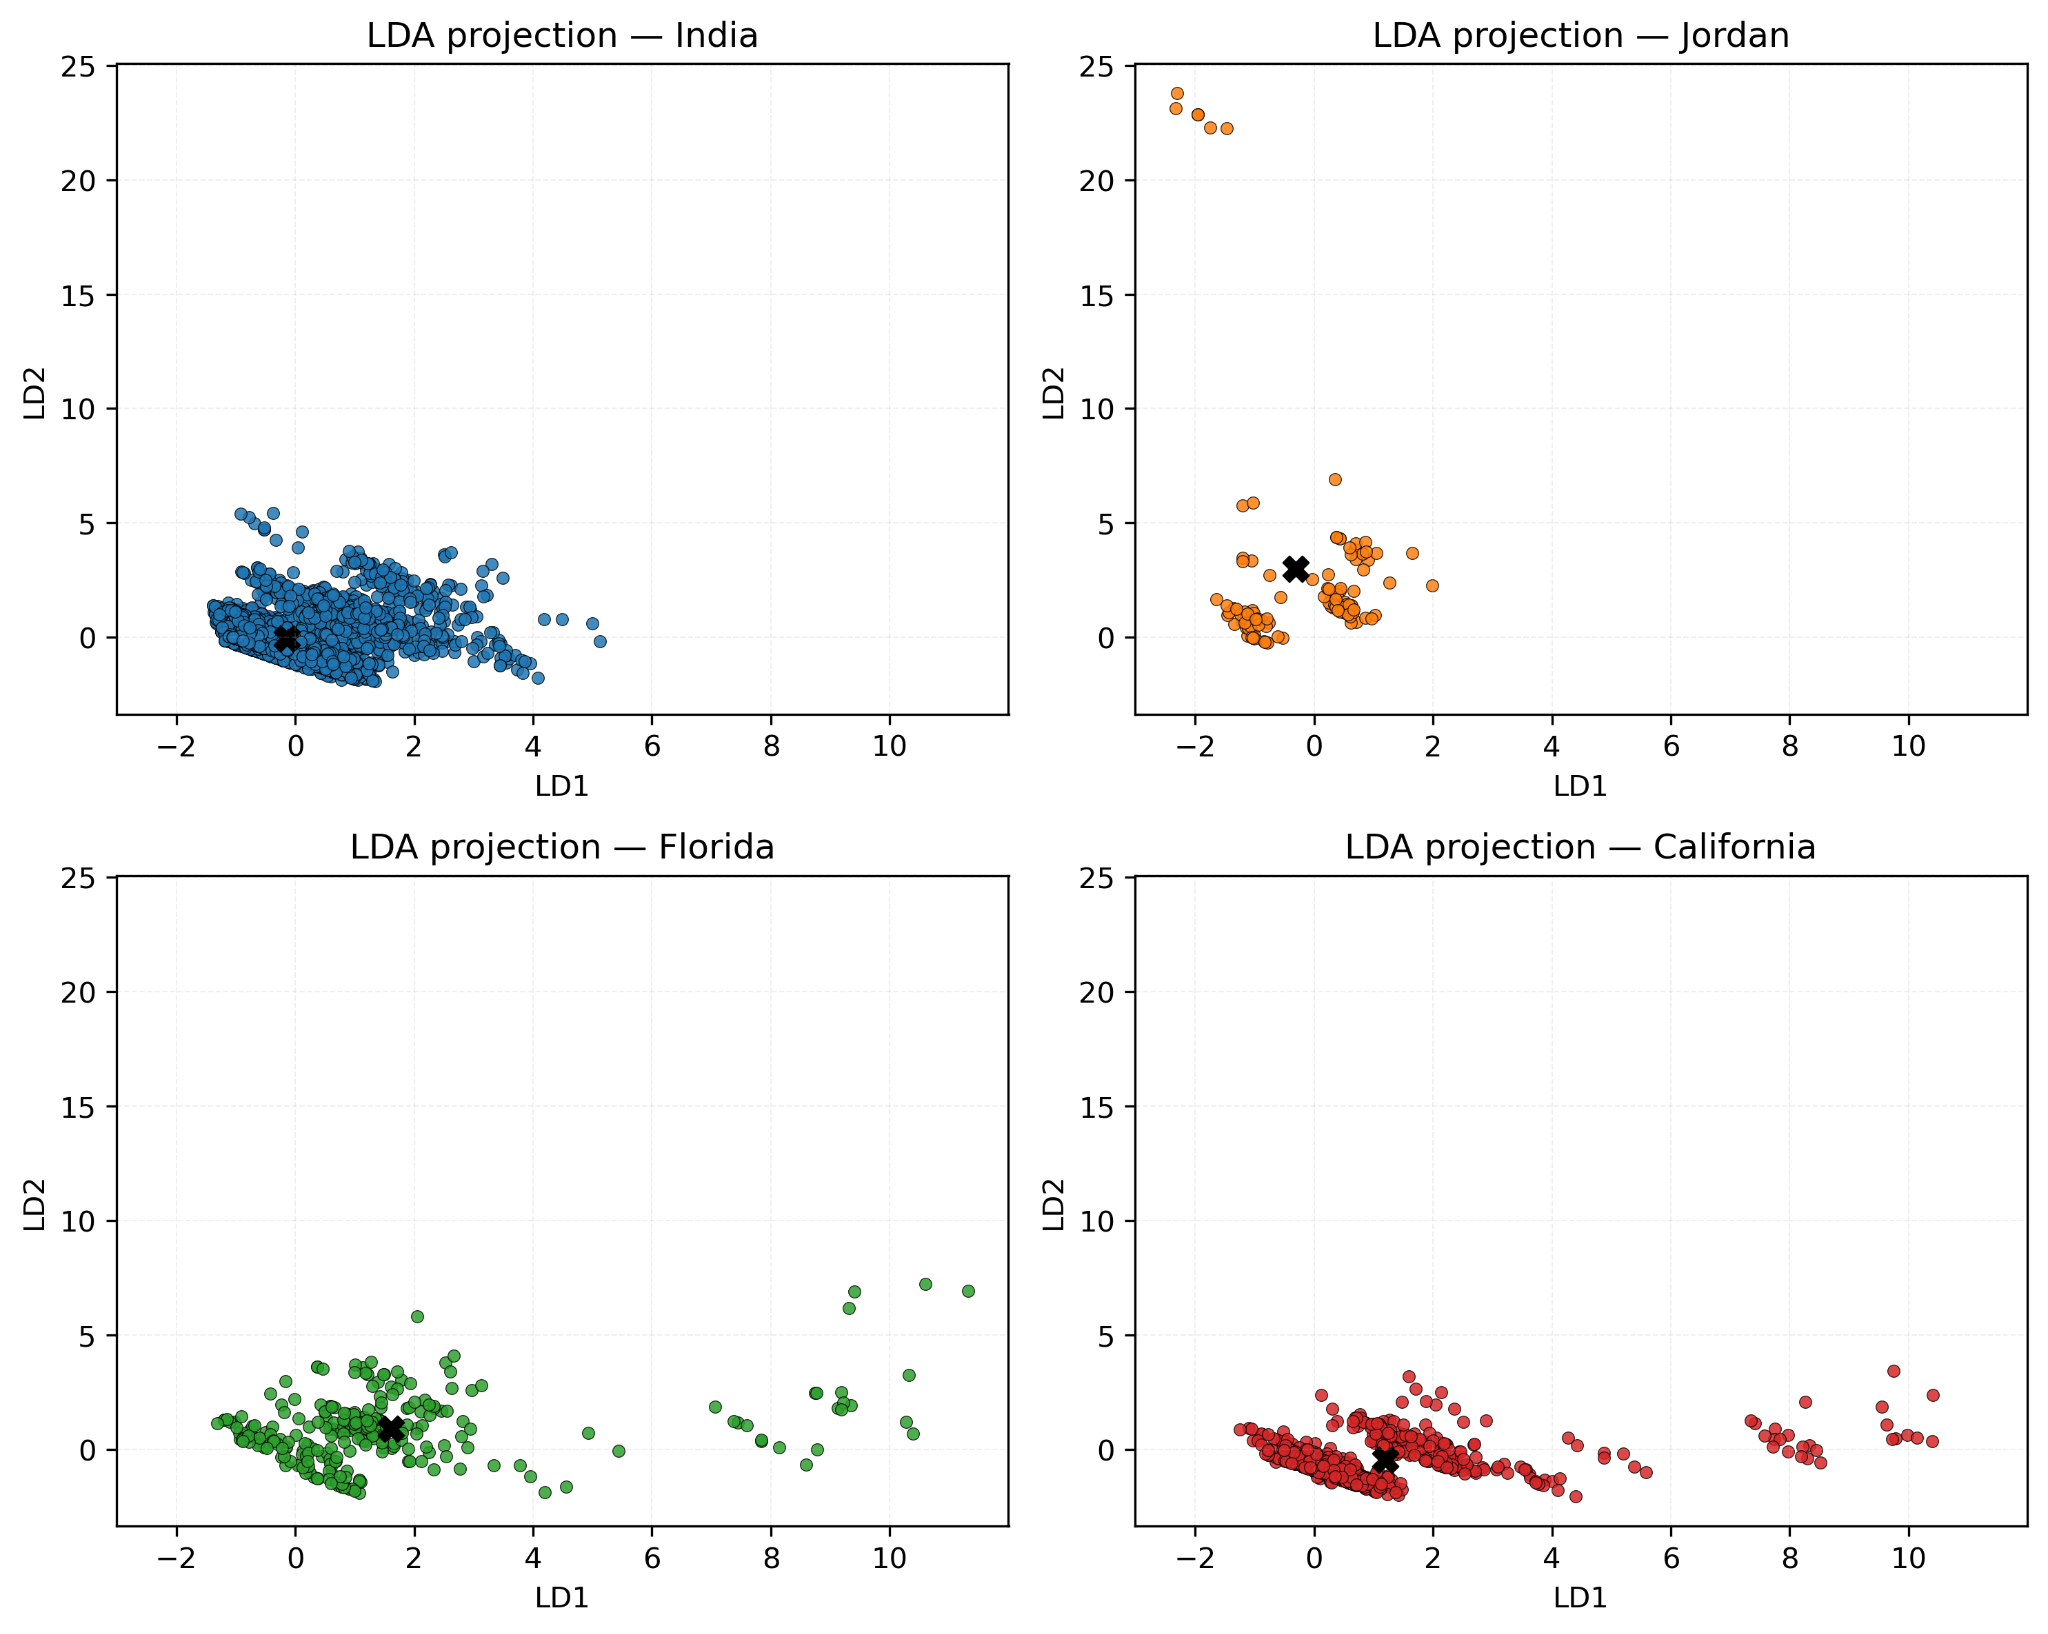 LDA projection — India
25
20
15
10
5
0
LD2
−2 0 2 4 6 8 10
LD1
LDA projection — Jordan
25
20
15
10
5
0
LD2
−2 0 2 4 6 8 10
LD1
LDA projection — Florida
25
20
15
10
5
0
LD2
−2 0 2 4 6 8 10
LD1
LDA projection — California
25
20
15
10
5
0
LD2
−2 0 2 4 6 8 10
LD1